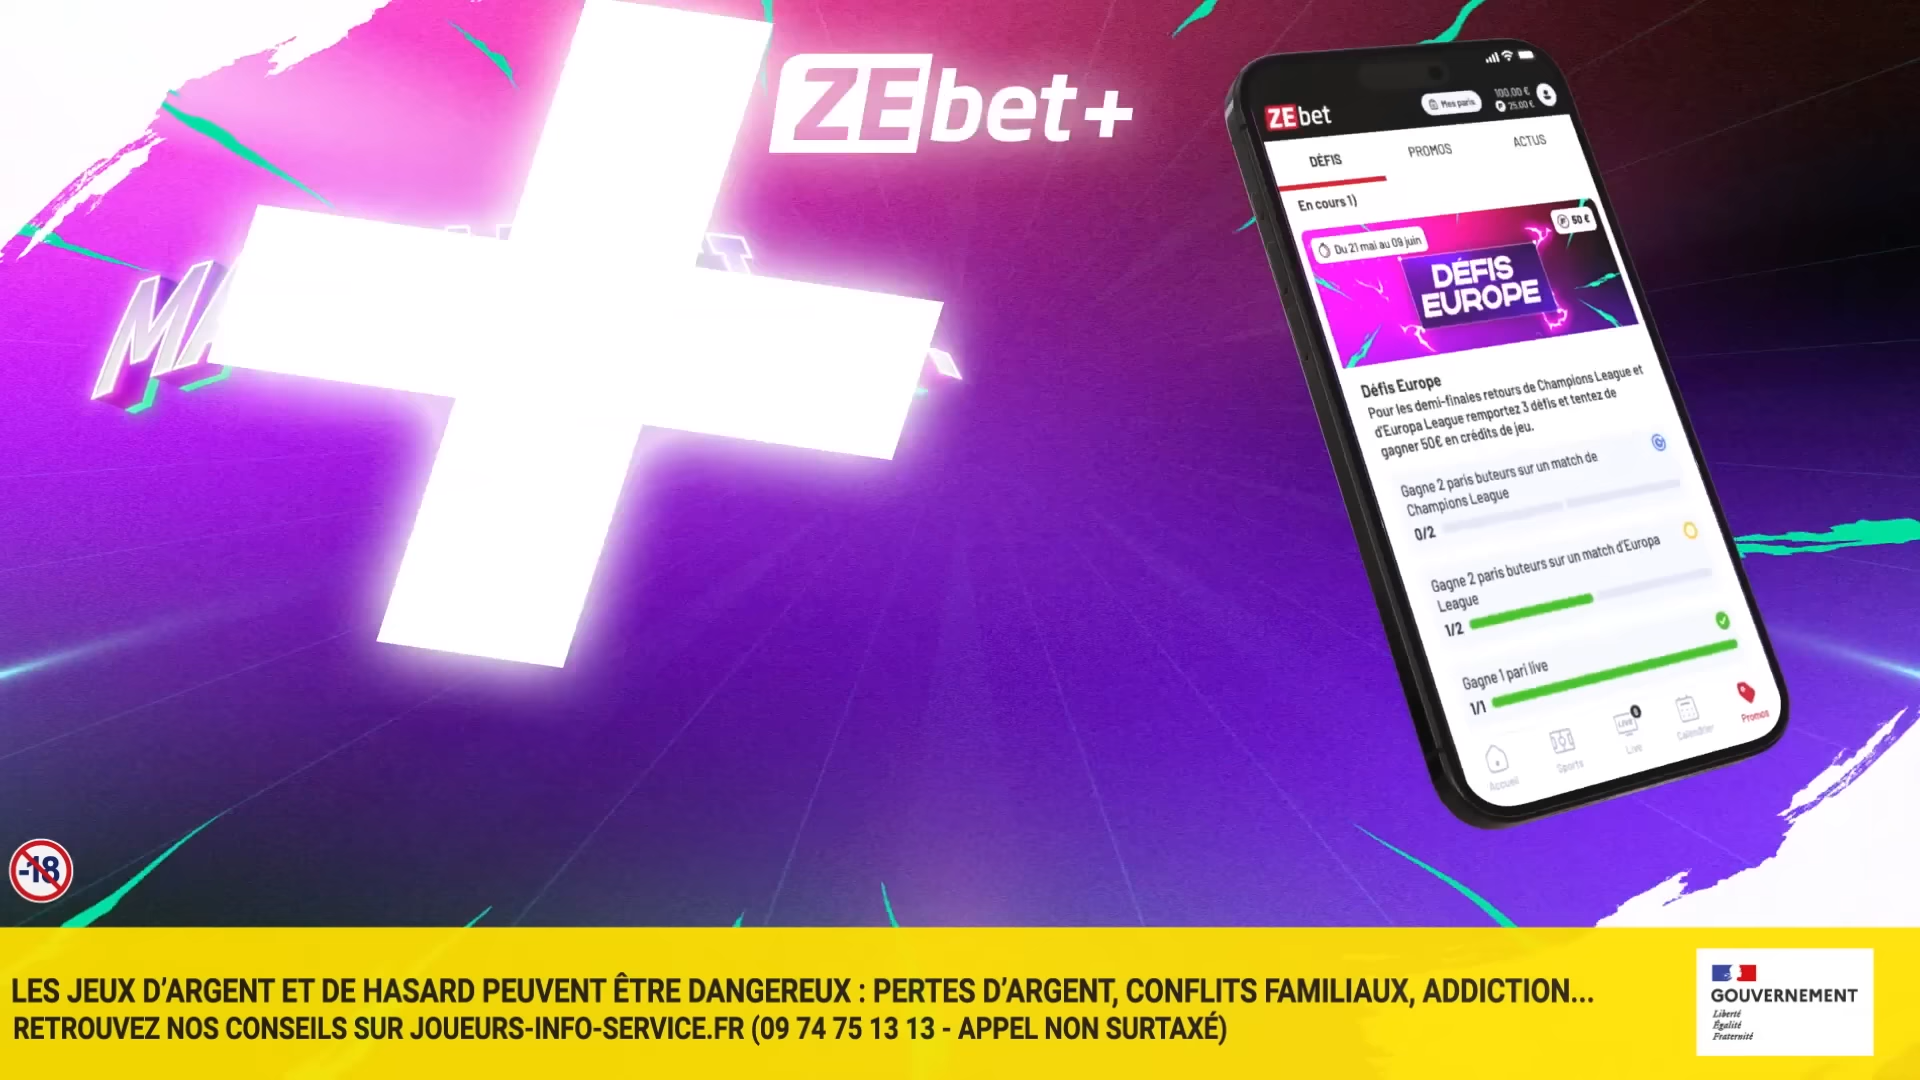 ZEbet+
ZEbet
Mes paris
100,00 €
25,00 €
DÉFIS
PROMOS
ACTUS
En cours 1)
Du 21 mai au 09 juin
50 €
DÉFIS
EUROPE
Défis Europe
Pour les demi-finales retours de Champions League et
d'Europa League remportez 3 défis et tentez de
gagner 50€ en crédits de jeu.
Gagne 2 paris buteurs sur un match de
Champions League
0/2
Gagne 2 paris buteurs sur un match d'Europa
League
1/2
Gagne 1 pari live
1/1
Accueil
Sports
Live
Calendrier
Promos
-18
LES JEUX D'ARGENT ET DE HASARD PEUVENT ÊTRE DANGEREUX : PERTES D'ARGENT, CONFLITS FAMILIAUX, ADDICTION...
RETROUVEZ NOS CONSEILS SUR JOUEURS-INFO-SERVICE.FR (09 74 75 13 13 - APPEL NON SURTAXÉ)
GOUVERNEMENT
Liberté
Égalité
Fraternité